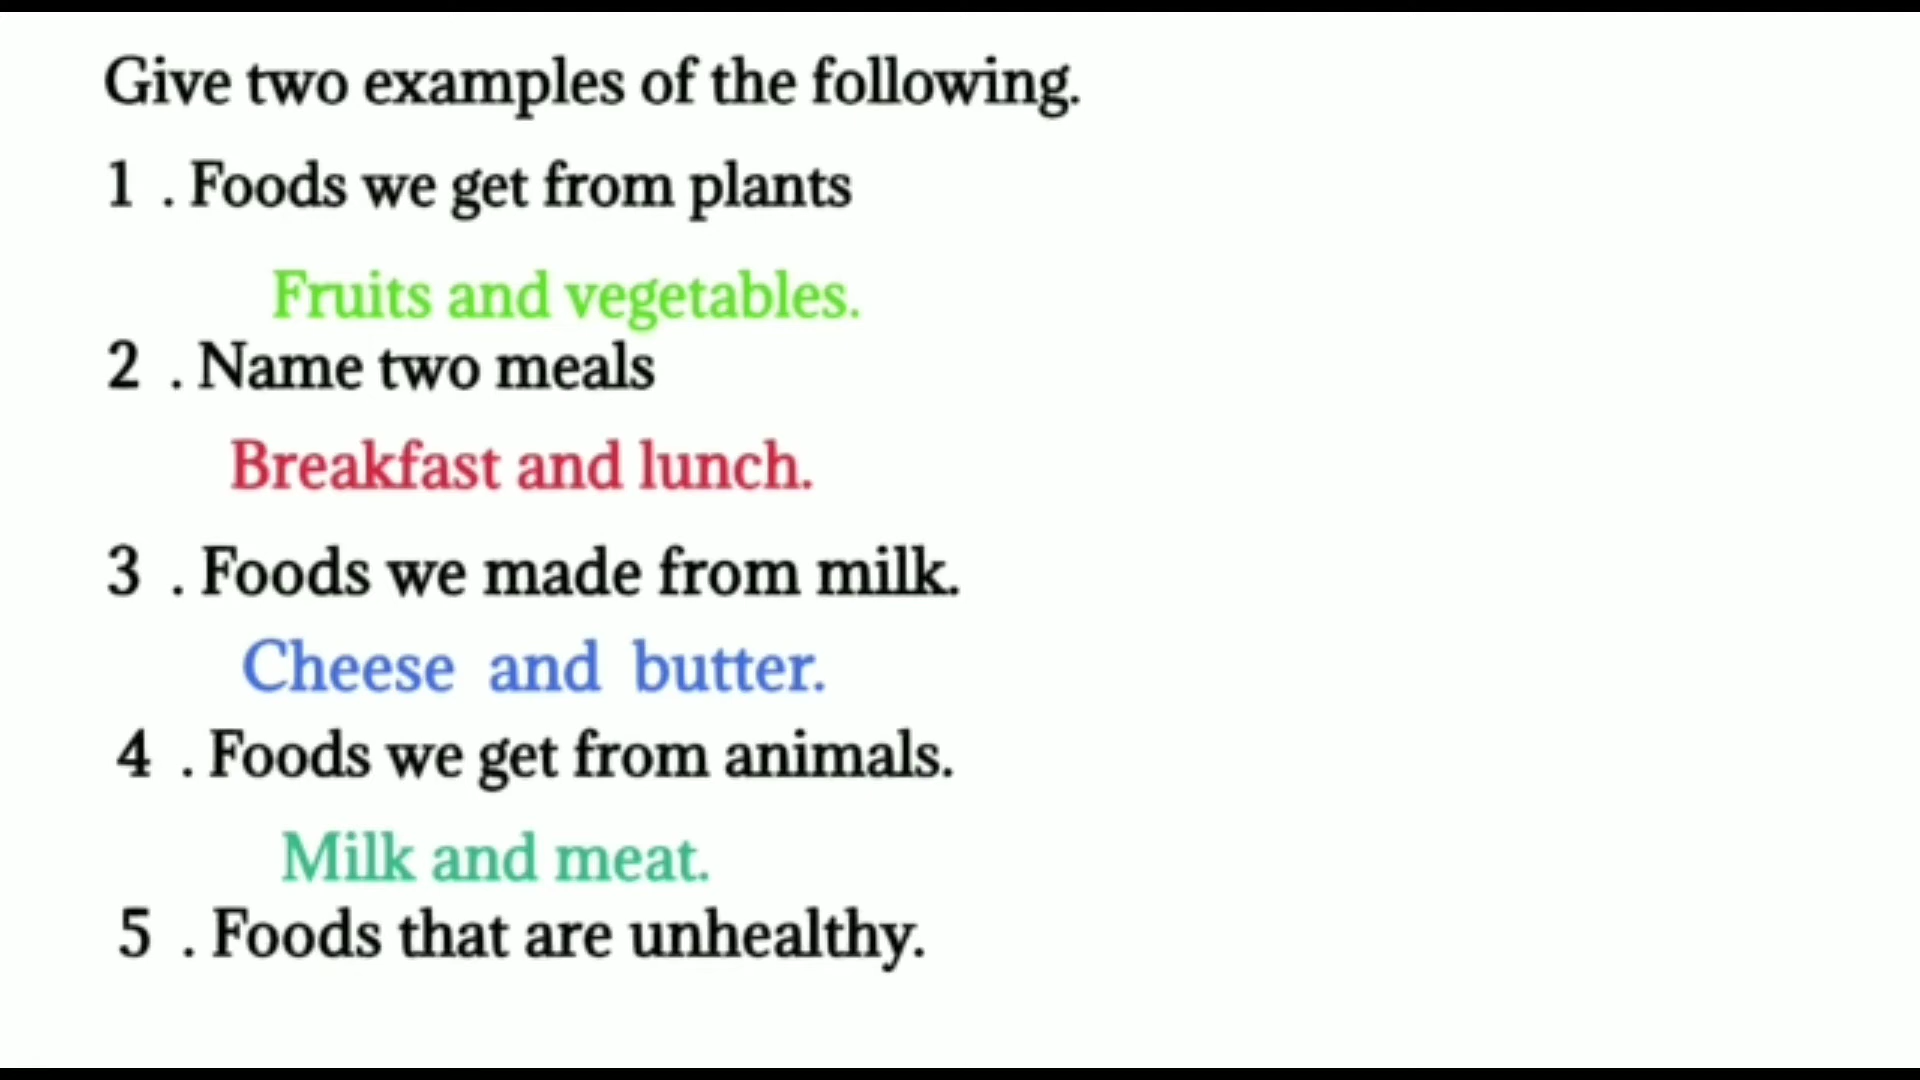 Give two examples of the following.
1 . Foods we get from plants
Fruits and vegetables.
2 . Name two meals
Breakfast and lunch.
3 . Foods we made from milk.
Cheese and butter.
4 . Foods we get from animals.
Milk and meat.
5 . Foods that are unhealthy.